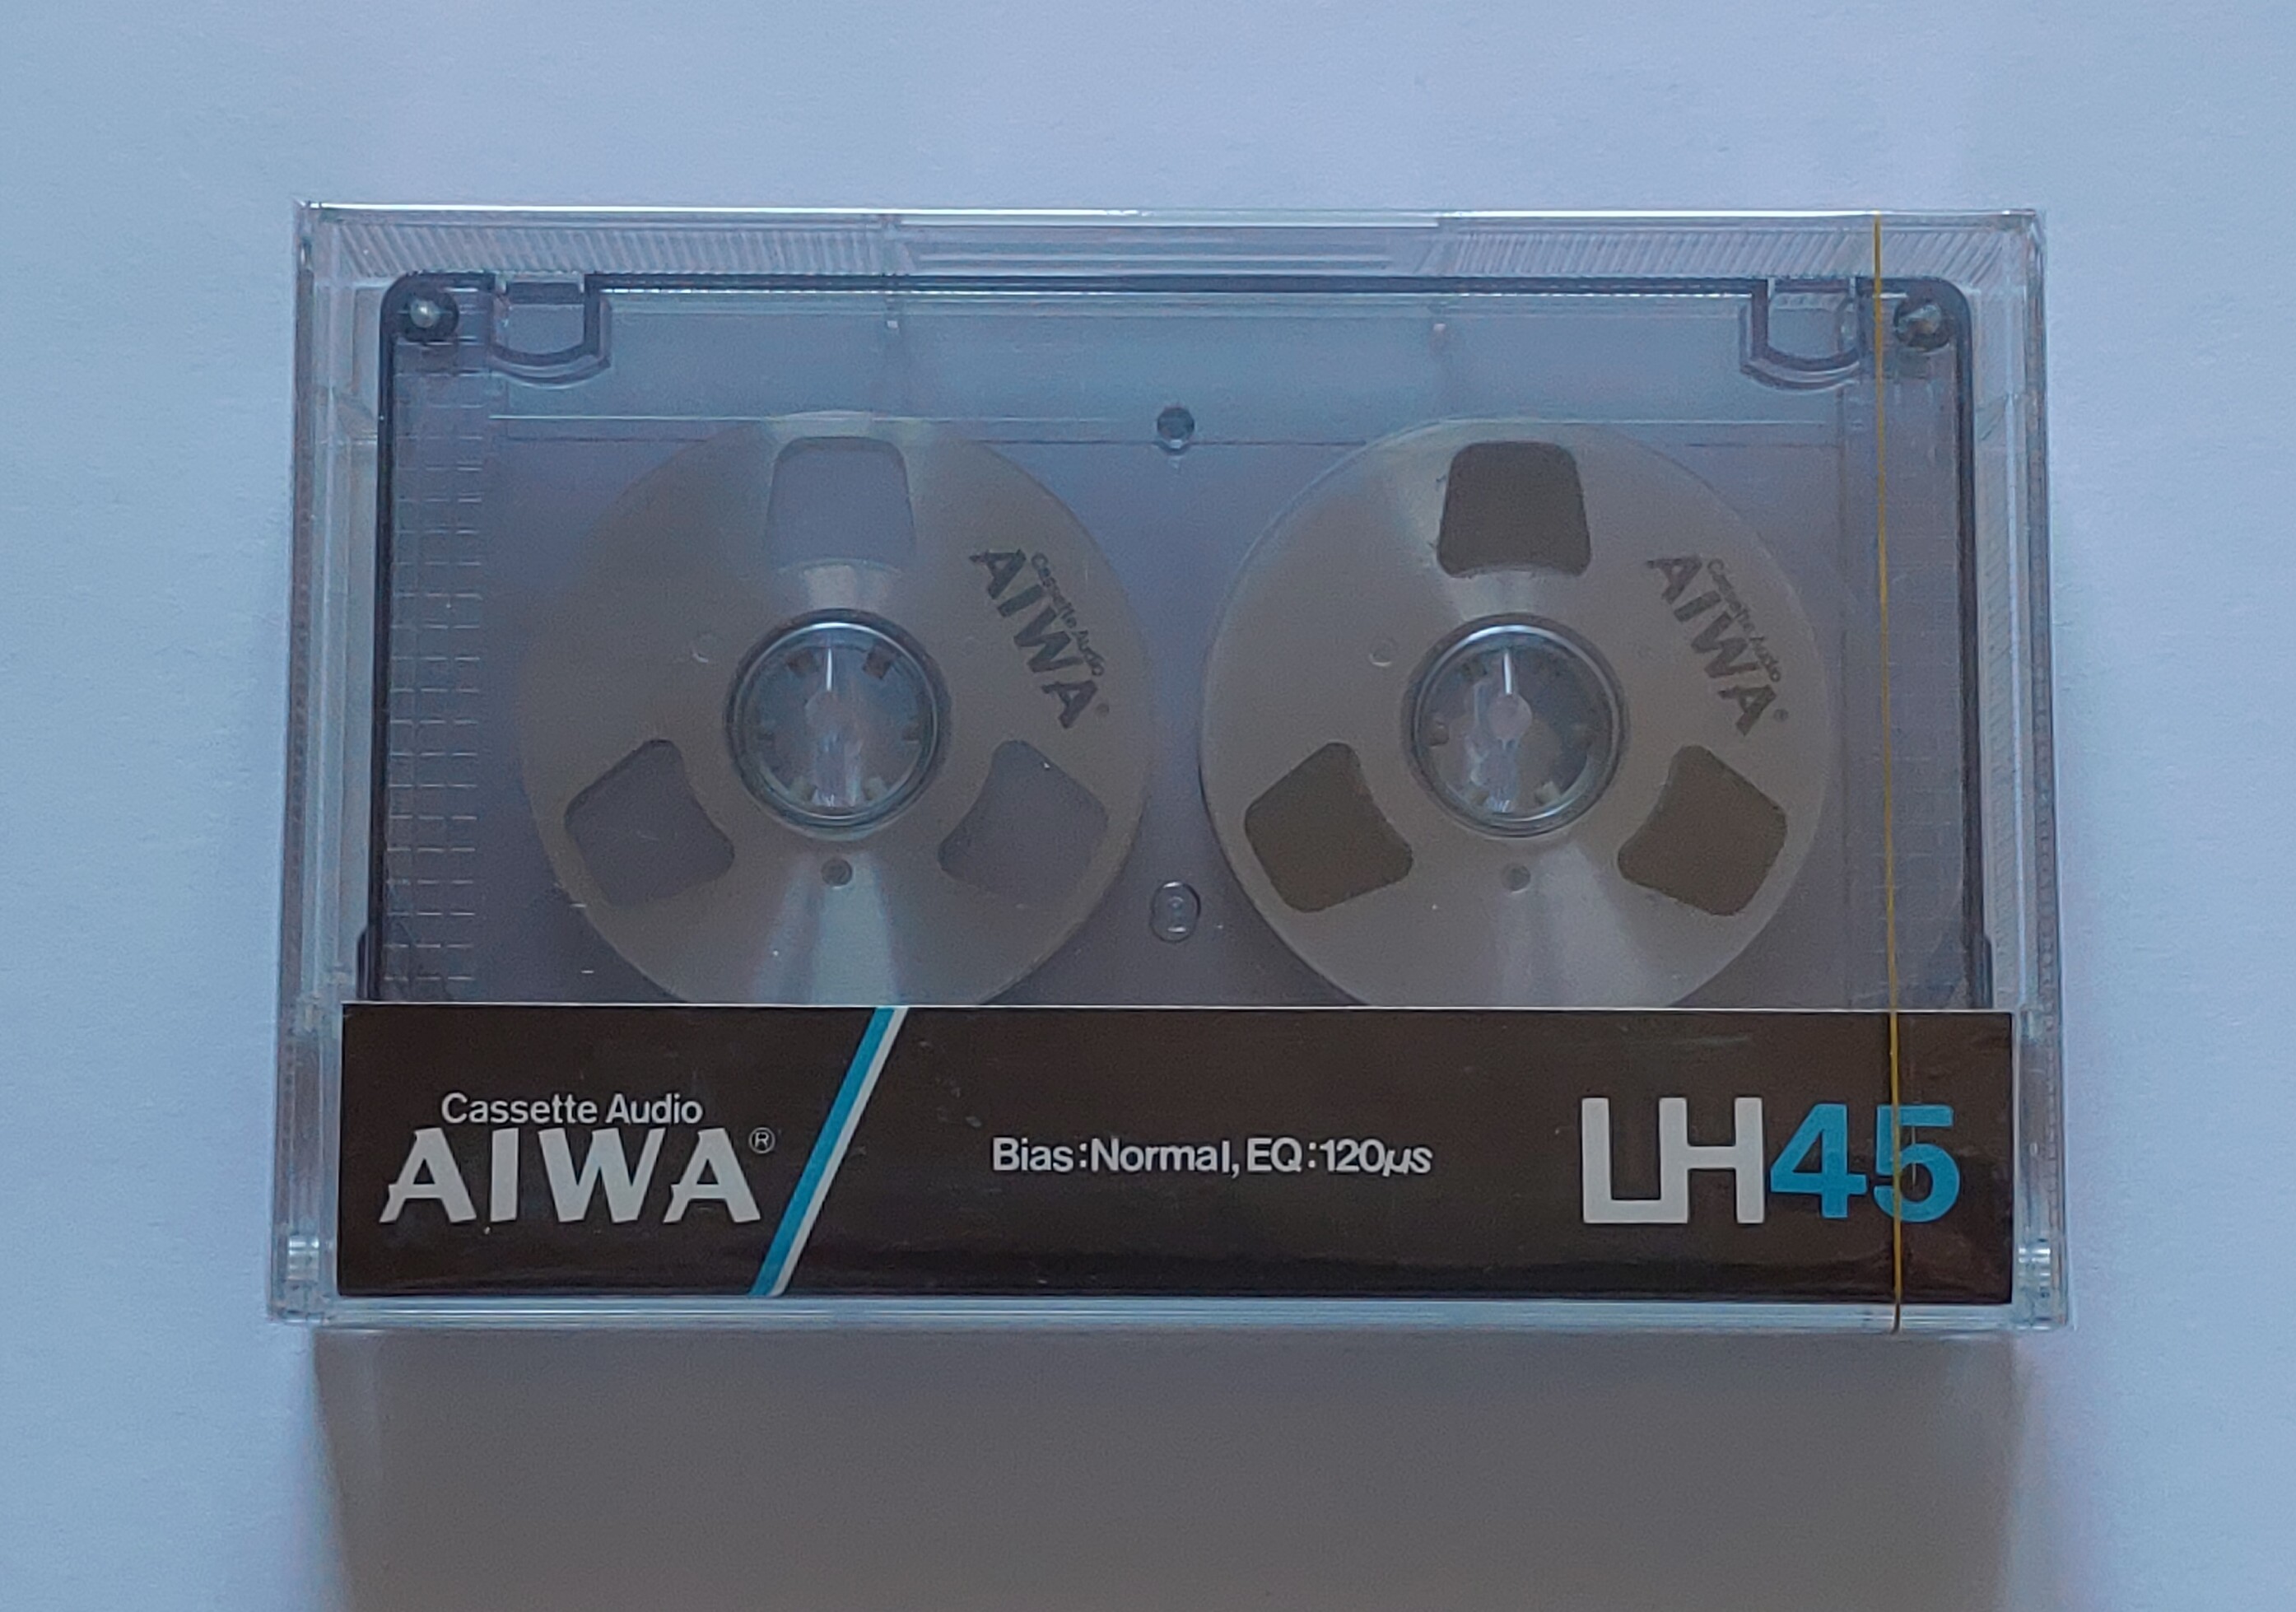 Cassette Audio
AIWA®
Cassette Audio
AIWA®
Cassette Audio
AIWA®
Bias:Normal, EQ:120µs
LH45